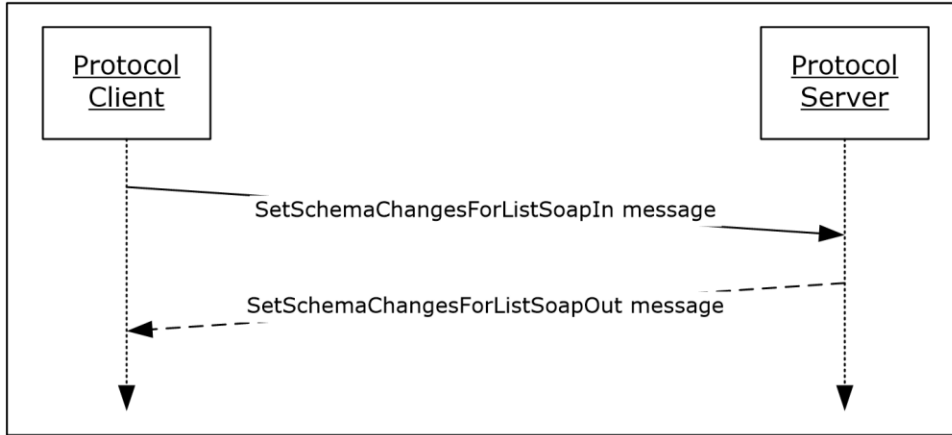 Protocol
Client
Protocol
Server
SetSchemaChangesForListSoapIn message
SetSchemaChangesForListSoapOut message